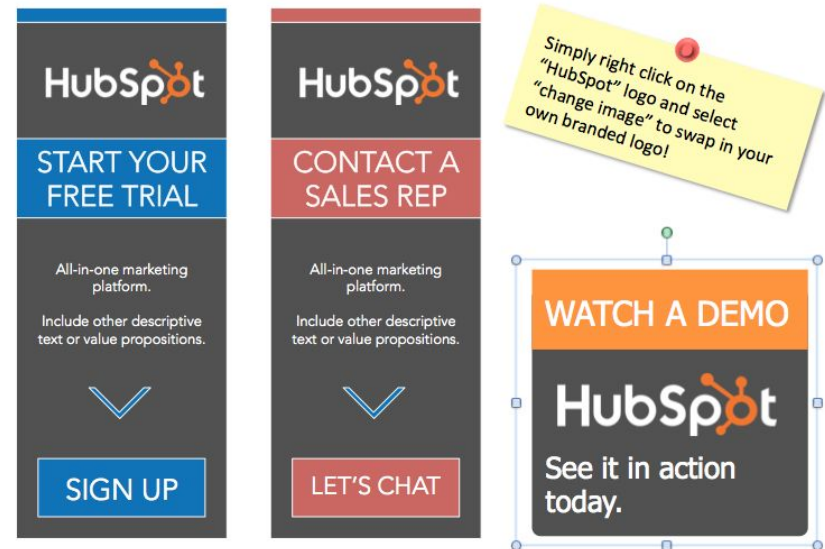 HubSpot
START YOUR
FREE TRIAL
All-in-one marketing
platform.
Include other descriptive
text or value propositions.
SIGN UP
HubSpot
CONTACT A
SALES REP
All-in-one marketing
platform.
Include other descriptive
text or value propositions.
LET'S CHAT
Simply right click on the
"HubSpot" logo and select
"change image" to swap in your
own branded logo!
WATCH A DEMO
HubSpot
See it in action
today.